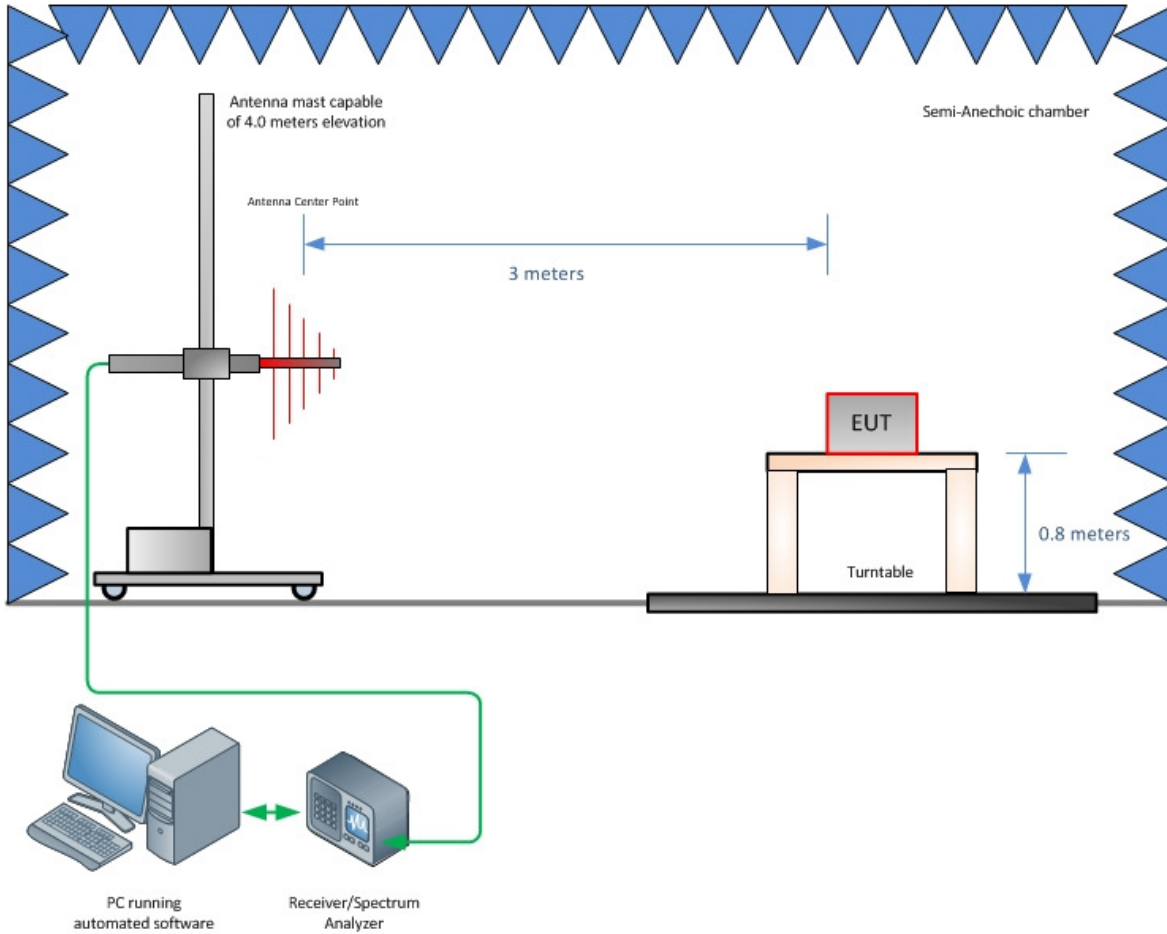 Antenna mast capable
of 4.0 meters elevation
Semi-Anechoic chamber
Antenna Center Point
3 meters
EUT
0.8 meters
Turntable
PC running
automated software
Receiver/Spectrum
Analyzer